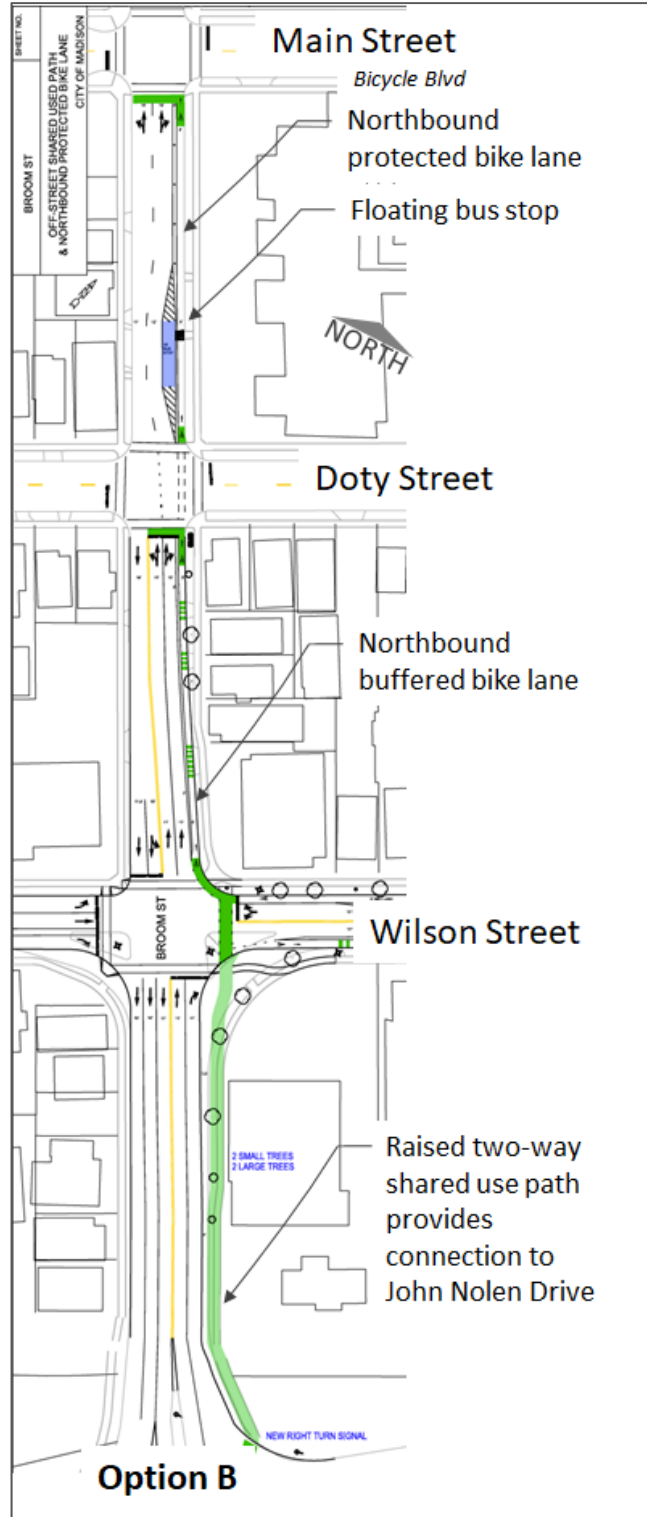 Main Street
Bicycle Blvd
SHEET NO.
OFF-STREET SHARED USED PATH
& NORTHBOUND PROTECTED BIKE LANE
CITY OF MADISON
BROOM ST
Northbound
protected bike lane
Floating bus stop
NORTH
Doty Street
Northbound
buffered bike lane
BROOM ST
Wilson Street
2 SMALL TREES
2 LARGE TREES
Raised two-way
shared use path
provides
connection to
John Nolen Drive
NEW RIGHT TURN SIGNAL
Option B